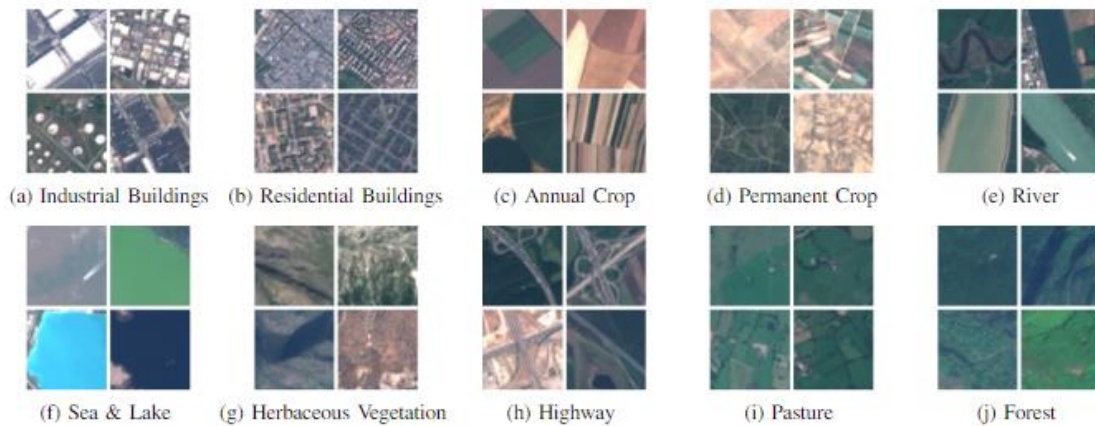 (a) Industrial Buildings (b) Residential Buildings (c) Annual Crop (d) Permanent Crop (e) River
(f) Sea & Lake (g) Herbaceous Vegetation (h) Highway (i) Pasture (j) Forest